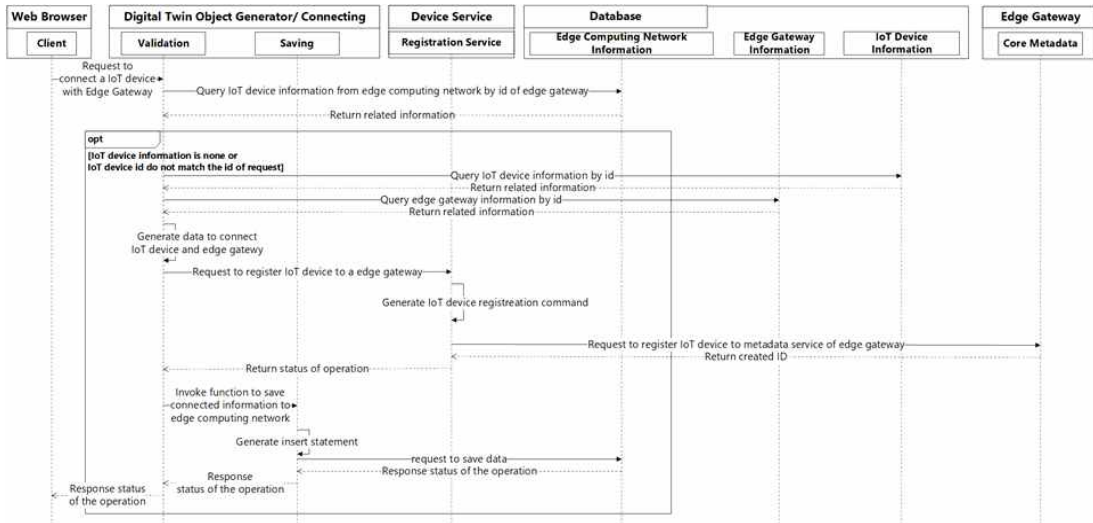 Web Browser
Digital Twin Object Generator/ Connecting
Device Service
Database
Edge Gateway
Client
Validation
Saving
Registration Service
Edge Computing Network
Information
Edge Gateway
Information
IoT Device
Information
Core Metadata
Request to
connect a IoT device
with Edge Gateway
Query IoT device information from edge computing network by id of edge gateway
Return related information
opt
[IoT device information is none or
IoT device id do not match the id of request]
Query IoT device information by id
Return related information
Query edge gateway information by id
Return related information
Generate data to connect
IoT device and edge gatewy
Request to register IoT device to a edge gateway
Generate IoT device registreation command
Request to register IoT device to metadata service of edge gateway
Return created ID
Return status of operation
Invoke function to save
connected information to
edge computing network
Generate insert statement
request to save data
Response status of the operation
Response
status of the operation
Response status
of the operation